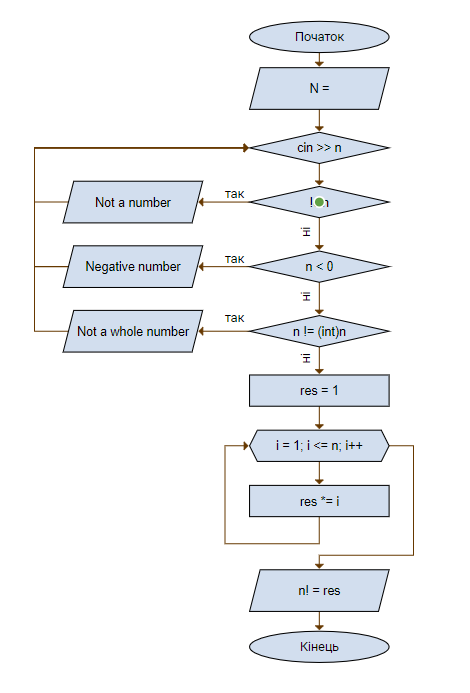 Початок
N =
cin >> n
так
Not a number
ні
так
Negative number
n < 0
ні
так
Not a whole number
n != (int)n
ні
res = 1
i = 1; i <= n; i++
res *= i
n! = res
Кінець